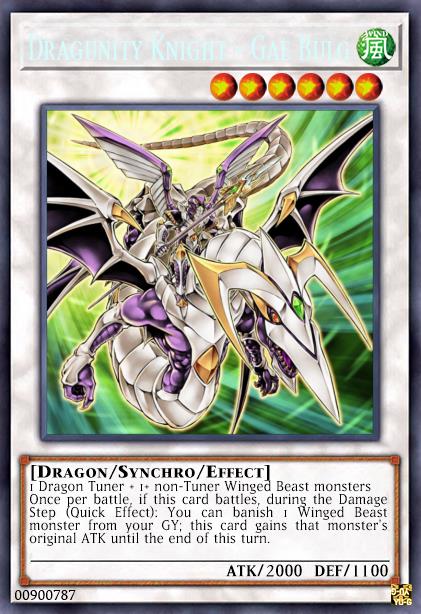 Dragunity Knight - Gae Bulg
WIND
風
[Dragon/Synchro/Effect]
1 Dragon Tuner + 1+ non-Tuner Winged Beast monsters
Once per battle, if this card battles, during the Damage
Step (Quick Effect): You can banish 1 Winged Beast
monster from your GY; this card gains that monster's
original ATK until the end of this turn.
ATK/2000 DEF/1100
00900787